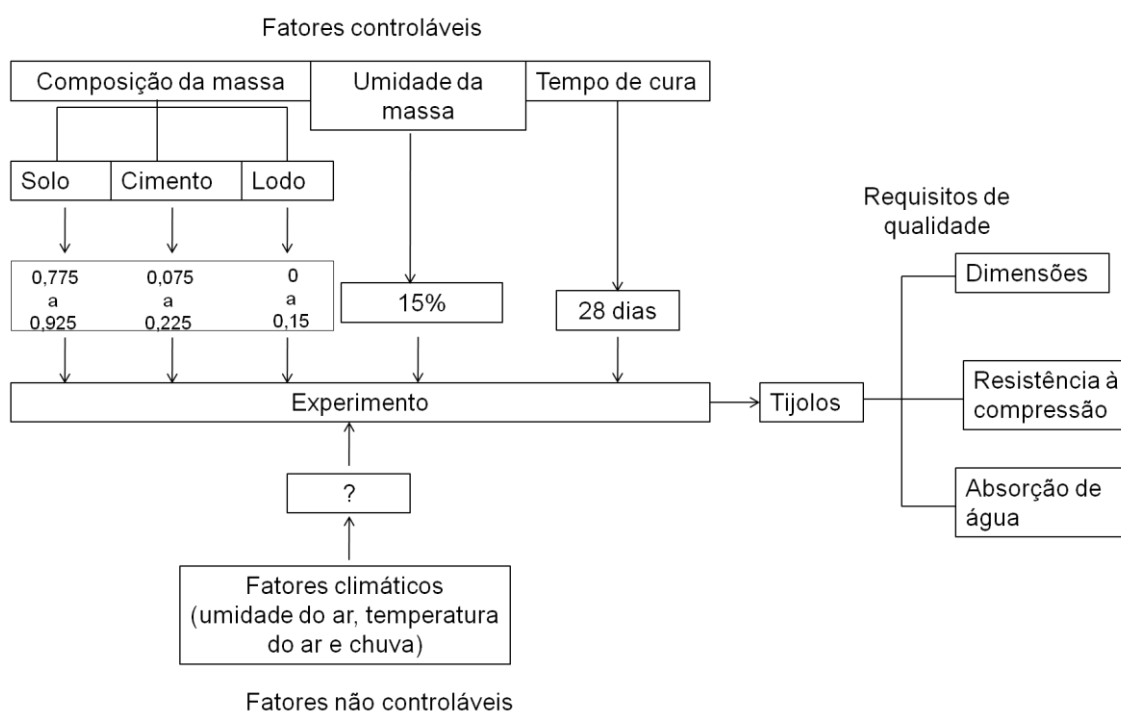 Fatores controláveis
Composição da massa
Umidade da
massa
Tempo de cura
Solo
Cimento
Lodo
0,775
a
0,925
0,075
a
0,225
0
a
0,15
15%
28 dias
Experimento
Tijolos
Requisitos de
qualidade
Dimensões
Resistência à
compressão
Absorção de
água
?
Fatores climáticos
(umidade do ar, temperatura
do ar e chuva)
Fatores não controláveis